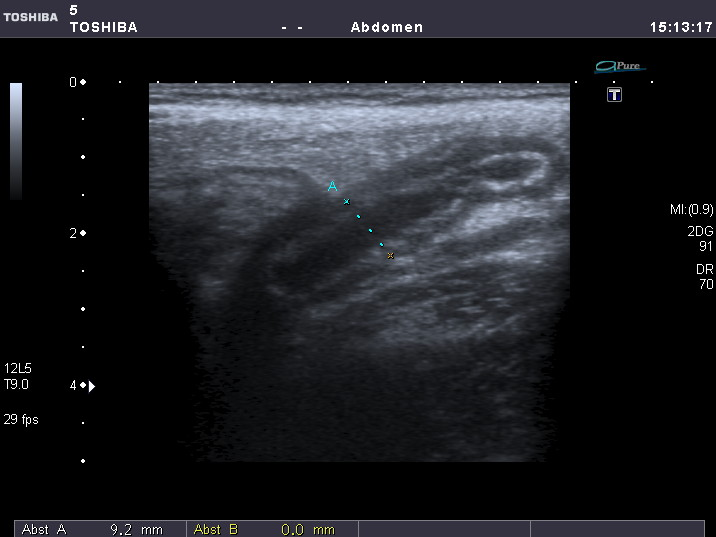 TOSHIBA
5
TOSHIBA - - Abdomen 15:13:17
aPure
T
0
A
MI:(0.9)
2
2DG
91
DR
70
12L5
T9.0
4
29 fps
Abst A 9.2 mm Abst B 0.0 mm